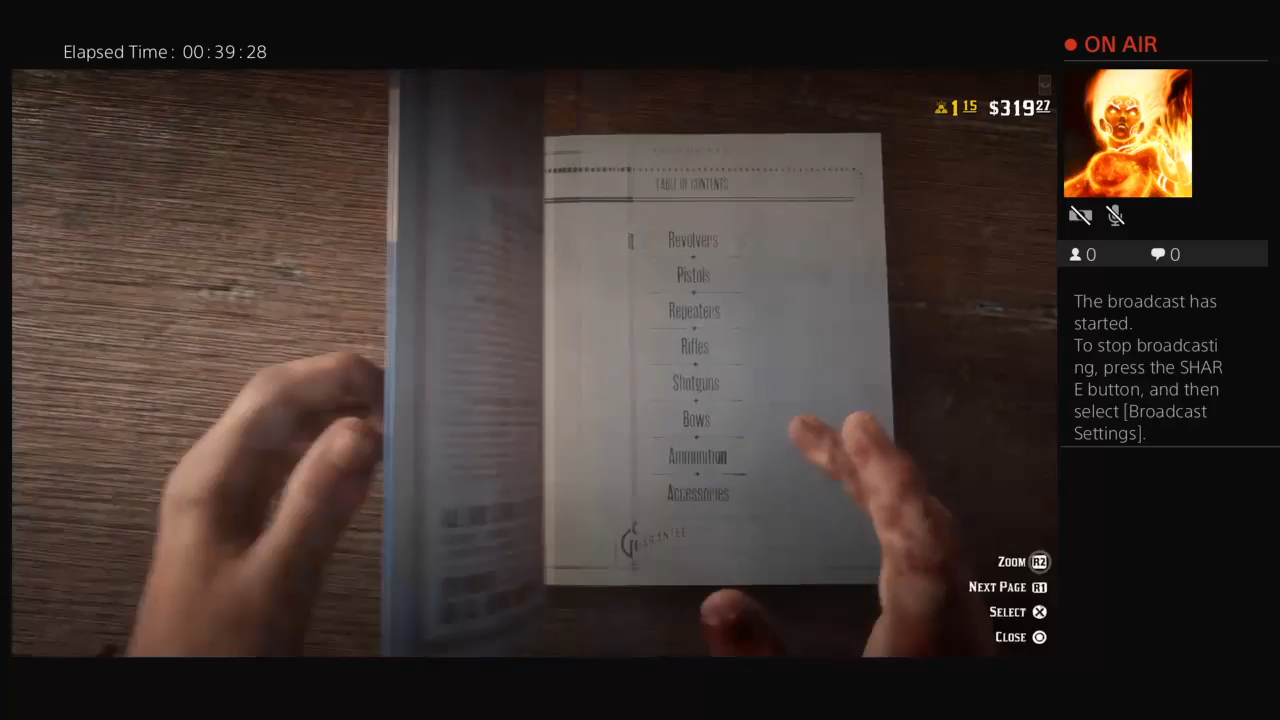 Elapsed Time: 00:39:28
ON AIR
1 15 $319 27
TABLE OF CONTENTS
Revolvers
Pistols
Repeaters
Rifles
Shotguns
Bows
Ammunition
Accessories
GUARANTEE
0 0
The broadcast has
started.
To stop broadcasti
ng, press the SHAR
E button, and then
select [Broadcast
Settings].
ZOOM R2
NEXT PAGE R1
SELECT
CLOSE